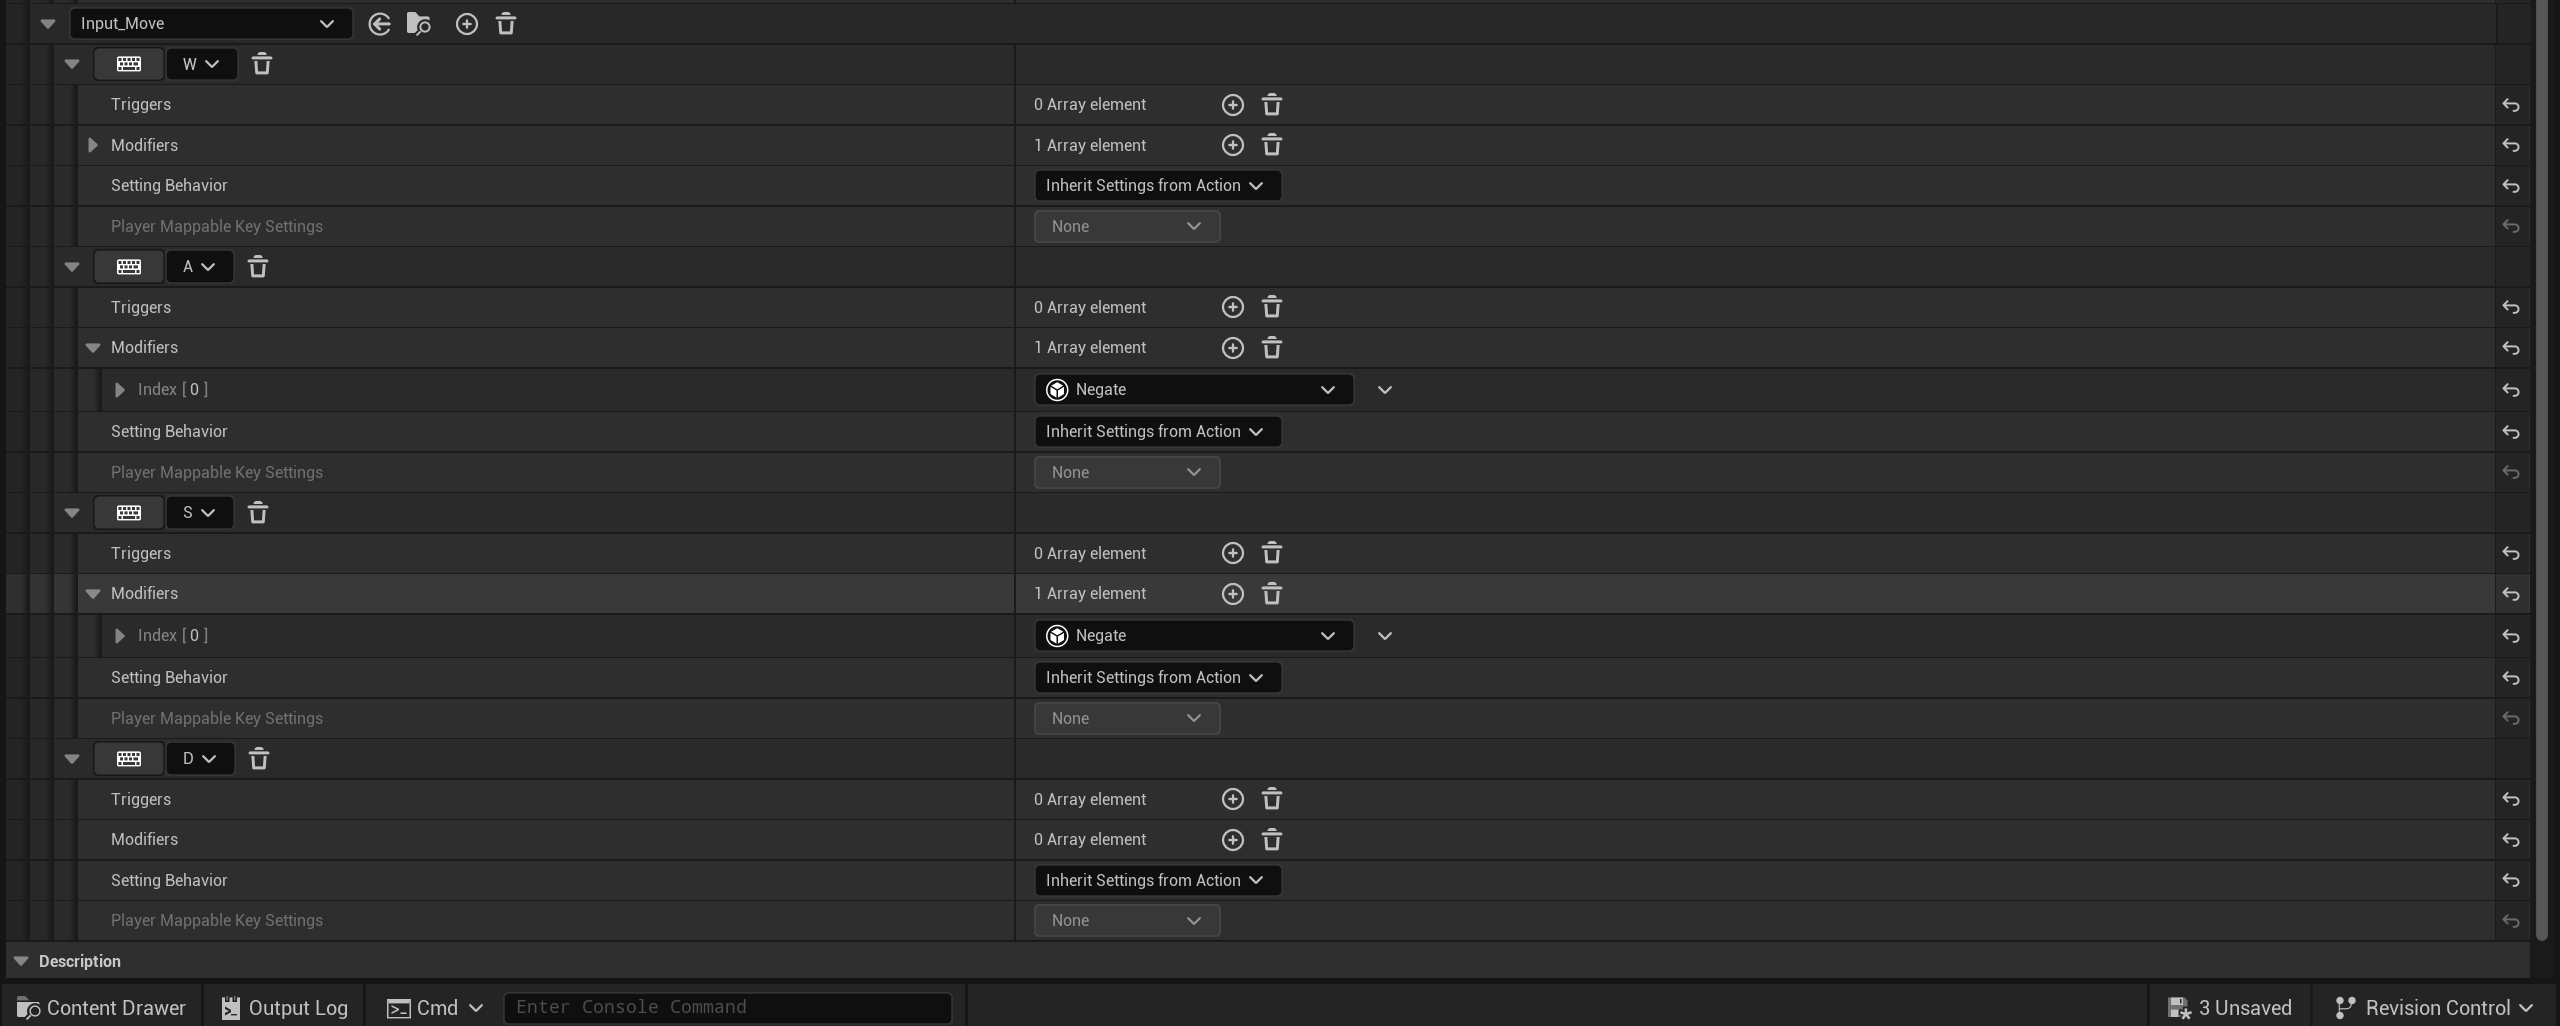 Input_Move
W
Triggers 0 Array element
Modifiers 1 Array element
Setting Behavior Inherit Settings from Action
Player Mappable Key Settings None
A
Triggers 0 Array element
Modifiers 1 Array element
Index [ 0 ] Negate
Setting Behavior Inherit Settings from Action
Player Mappable Key Settings None
S
Triggers 0 Array element
Modifiers 1 Array element
Index [ 0 ] Negate
Setting Behavior Inherit Settings from Action
Player Mappable Key Settings None
D
Triggers 0 Array element
Modifiers 0 Array element
Setting Behavior Inherit Settings from Action
Player Mappable Key Settings None
Description
Content Drawer Output Log Cmd Enter Console Command 3 Unsaved Revision Control